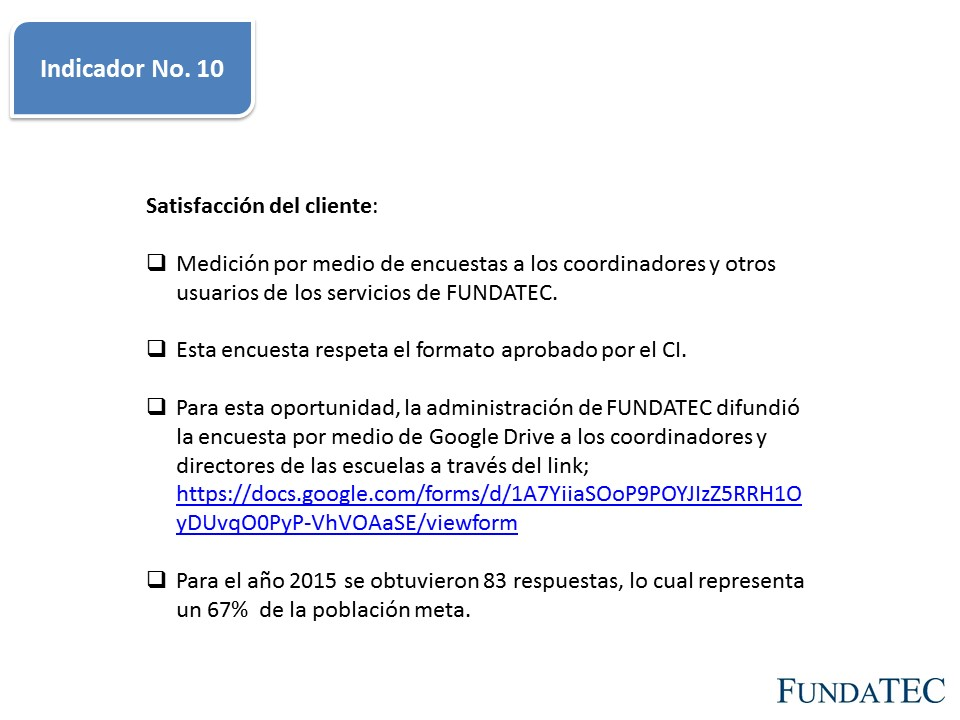 Indicador No. 10
Satisfacción del cliente:
❑ Medición por medio de encuestas a los coordinadores y otros
usuarios de los servicios de FUNDATEC.
❑ Esta encuesta respeta el formato aprobado por el CI.
❑ Para esta oportunidad, la administración de FUNDATEC difundió
la encuesta por medio de Google Drive a los coordinadores y
directores de las escuelas a través del link;
https://docs.google.com/forms/d/1A7YiiaSOoP9POYJIzZ5RRH1O
yDUvqO0PyP-VhVOAaSE/viewform
❑ Para el año 2015 se obtuvieron 83 respuestas, lo cual representa
un 67% de la población meta.
FUNDATEC